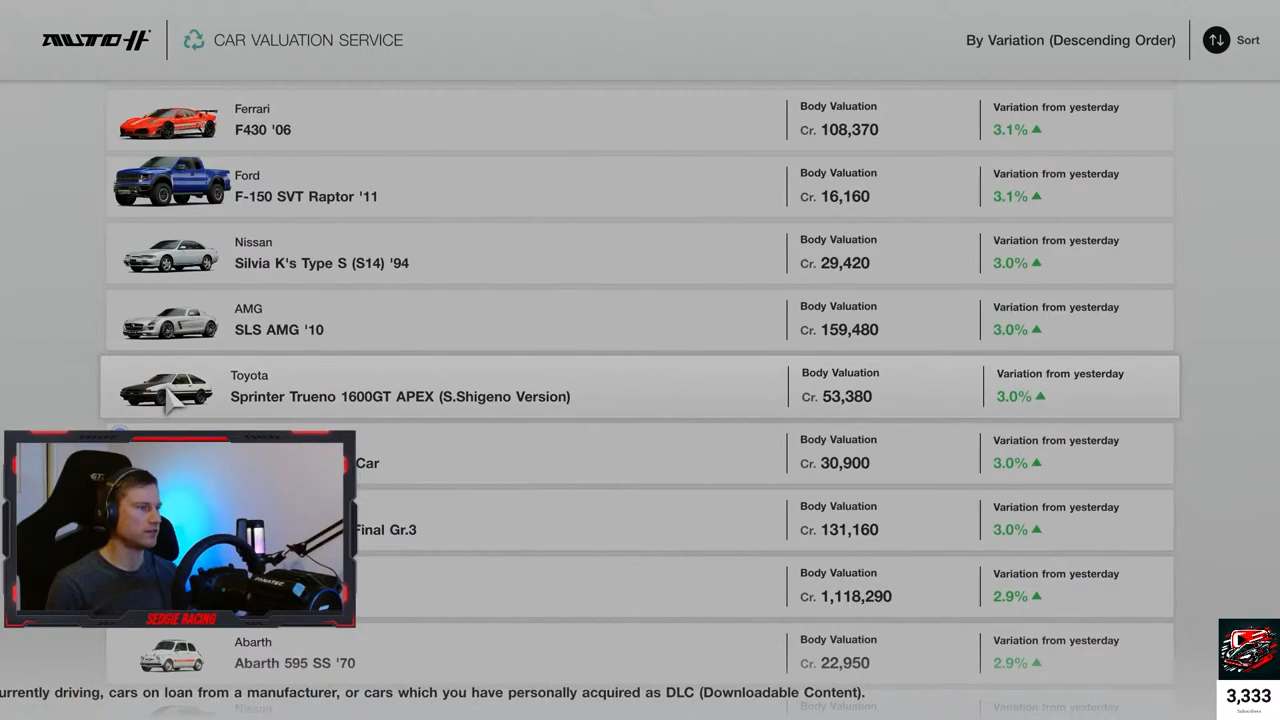 AUTO
CAR VALUATION SERVICE
By Variation (Descending Order)
Sort
Ferrari
F430 '06
Body Valuation
Cr. 108,370
Variation from yesterday
3.1%
Ford
F-150 SVT Raptor '11
Body Valuation
Cr. 16,160
Variation from yesterday
3.1%
Nissan
Silvia K's Type S (S14) '94
Body Valuation
Cr. 29,420
Variation from yesterday
3.0%
AMG
SLS AMG '10
Body Valuation
Cr. 159,480
Variation from yesterday
3.0%
Toyota
Sprinter Trueno 1600GT APEX (S.Shigeno Version)
Body Valuation
Cr. 53,380
Variation from yesterday
3.0%
Car
Body Valuation
Cr. 30,900
Variation from yesterday
3.0%
Final Gr.3
Body Valuation
Cr. 131,160
Variation from yesterday
3.0%
Body Valuation
Cr. 1,118,290
Variation from yesterday
2.9%
Abarth
Abarth 595 SS '70
Body Valuation
Cr. 22,950
Variation from yesterday
2.9%
urrently driving, cars on loan from a manufacturer, or cars which you have personally acquired as DLC (Downloadable Content).
Nissan
FANATEC
SEDGIE RACING
3,333
Subscribers